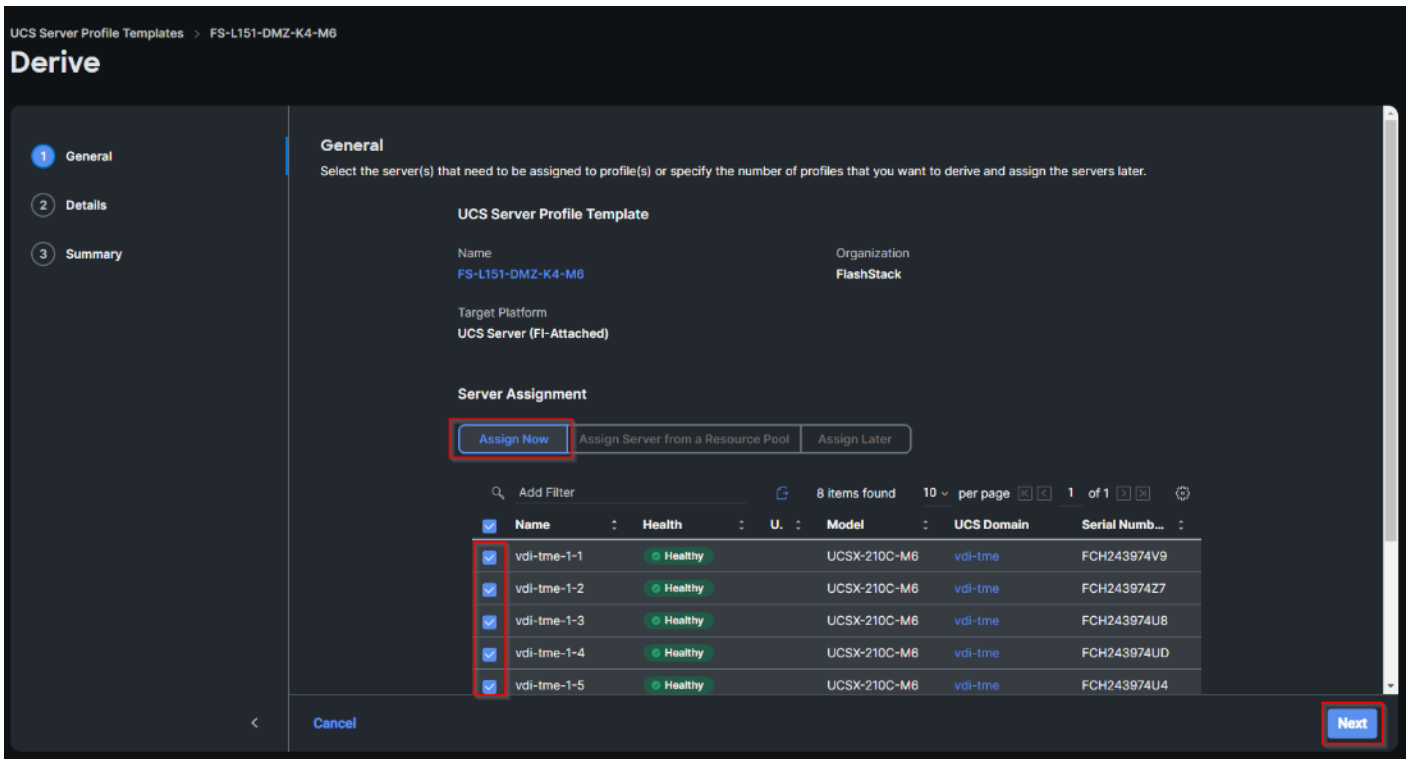 UCS Server Profile Templates > FS-L151-DMZ-K4-M6
Derive
1 General
2 Details
3 Summary
General
Select the server(s) that need to be assigned to profile(s) or specify the number of profiles that you want to derive and assign the servers later.
UCS Server Profile Template
Name Organization
FS-L151-DMZ-K4-M6 FlashStack
Target Platform
UCS Server (FI-Attached)
Server Assignment
Assign Now Assign Server from a Resource Pool Assign Later
Add Filter 8 items found 10 per page 1 of 1
Name Health U. Model UCS Domain Serial Numb...
vdi-tme-1-1 Healthy UCSX-210C-M6 vdi-tme FCH243974V9
vdi-tme-1-2 Healthy UCSX-210C-M6 vdi-tme FCH243974Z7
vdi-tme-1-3 Healthy UCSX-210C-M6 vdi-tme FCH243974U8
vdi-tme-1-4 Healthy UCSX-210C-M6 vdi-tme FCH243974UD
vdi-tme-1-5 Healthy UCSX-210C-M6 vdi-tme FCH243974U4
< Cancel Next